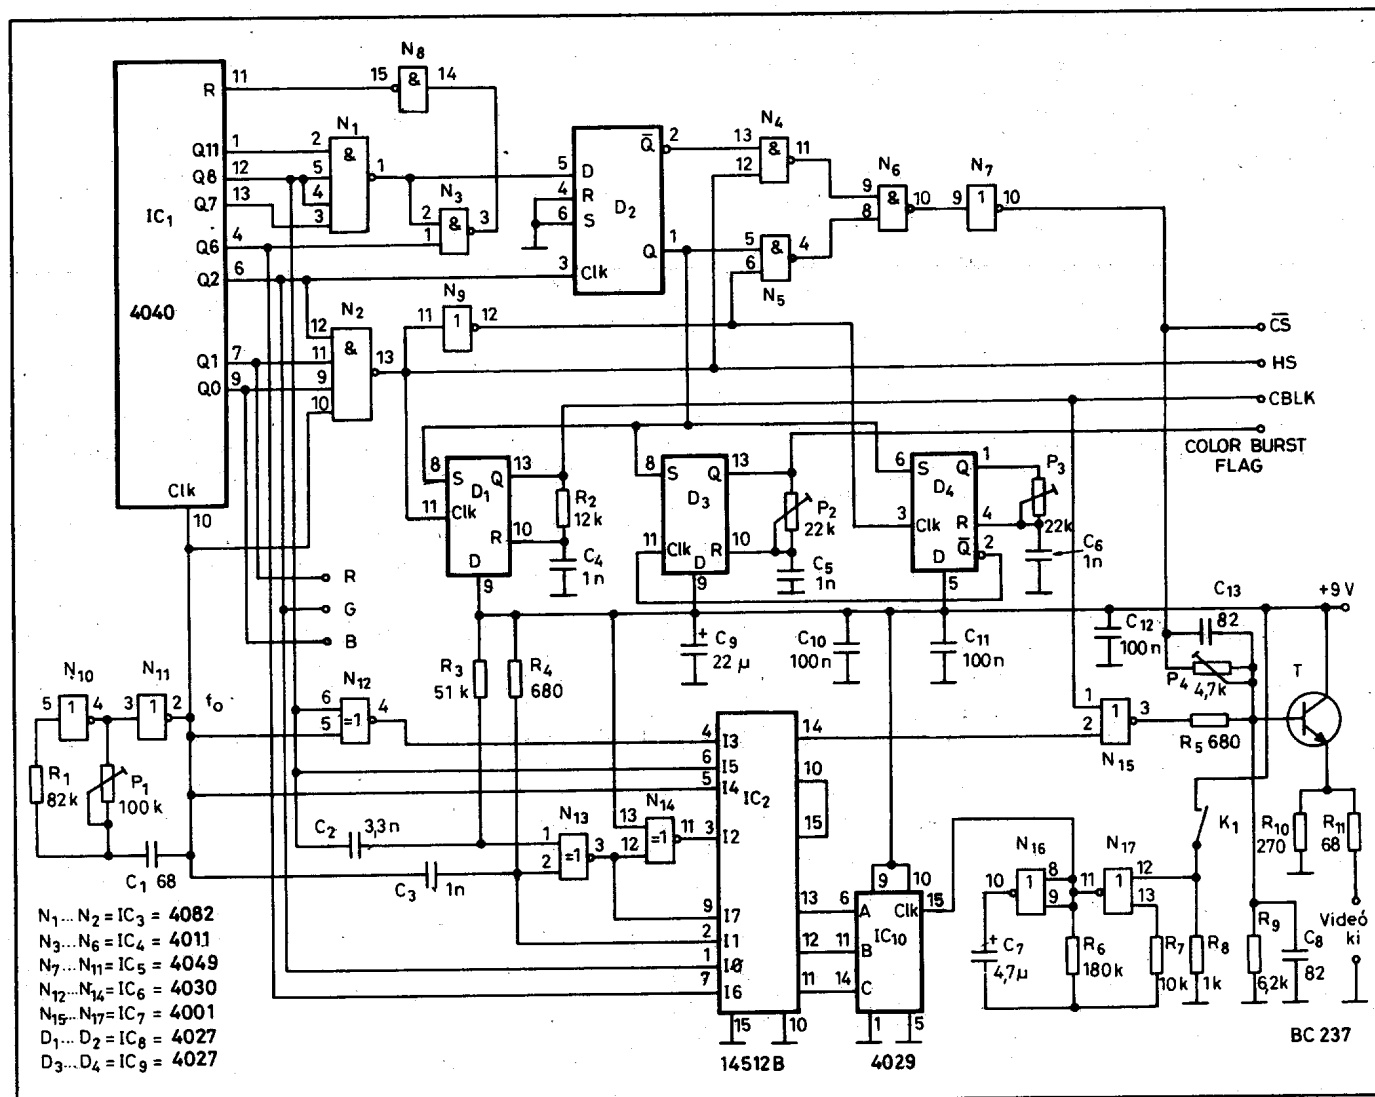 N8
11 15 & 14
R
N1
Q11 1 2 & 1
Q8 12 5
4
Q7 13 3
IC1
N3
2 & 3
1
Q6 4
Q2 6
4040
N2
12 & 13
Q1 7 11
Q0 9 9
10
Clk
10
5 D Q̄ 2
4 R
6 S D2
Q 1
3 Clk
N4
13 & 11
12
5 & 4
6
N5
N6
9 & 10
8
N7
9 1 10
N9
11 1 12
C̄S̄
HS
CBLK
COLOR BURST
FLAG
8 S Q 13
D1
11 Clk
R 10
D
9
R2
12k
C4
1n
8 S Q 13
D3
11 Clk R 10
D
9
P2
22k
C5
1n
6 S Q 1
D4
3 Clk R 4
Q̄ 2
D
5
P3
22k
C6
1n
R
G
B
N10
5 1 4
N11
3 1 2
fo
R1
82k
P1
100k
C1 68
N12
6 =1 4
5
R3
51k
R4
680
C9
+
22µ
C10
100n
C11
100n
C12
100n
C13
82
+9V
P4
4,7k
T
C2 3,3n
C3 1n
N13
1 =1 3
2
N14
13 =1 11
12
4 I3 14
6 I5
5 I4 10
IC2
3 I2 15
9 I7 13
2 I1 12
1 I0 11
7 I6
15 10
14512B
9 10
6 A Clk 15
11 B IC10
14 C
1 5
4029
N15
1 1 3
2
R5 680
K1
N16
10 1 8
9
N17
11 1 12
13
C7
+
4,7µ
R6
180k
R7
10k
R8
1k
R9
6,2k
C8
82
R10
270
R11
68
Videó
ki
BC237
N1...N2=IC3=4082
N3...N6=IC4=4011
N7...N11=IC5=4049
N12...N14=IC6=4030
N15...N17=IC7=4001
D1...D2=IC8=4027
D3...D4=IC9=4027